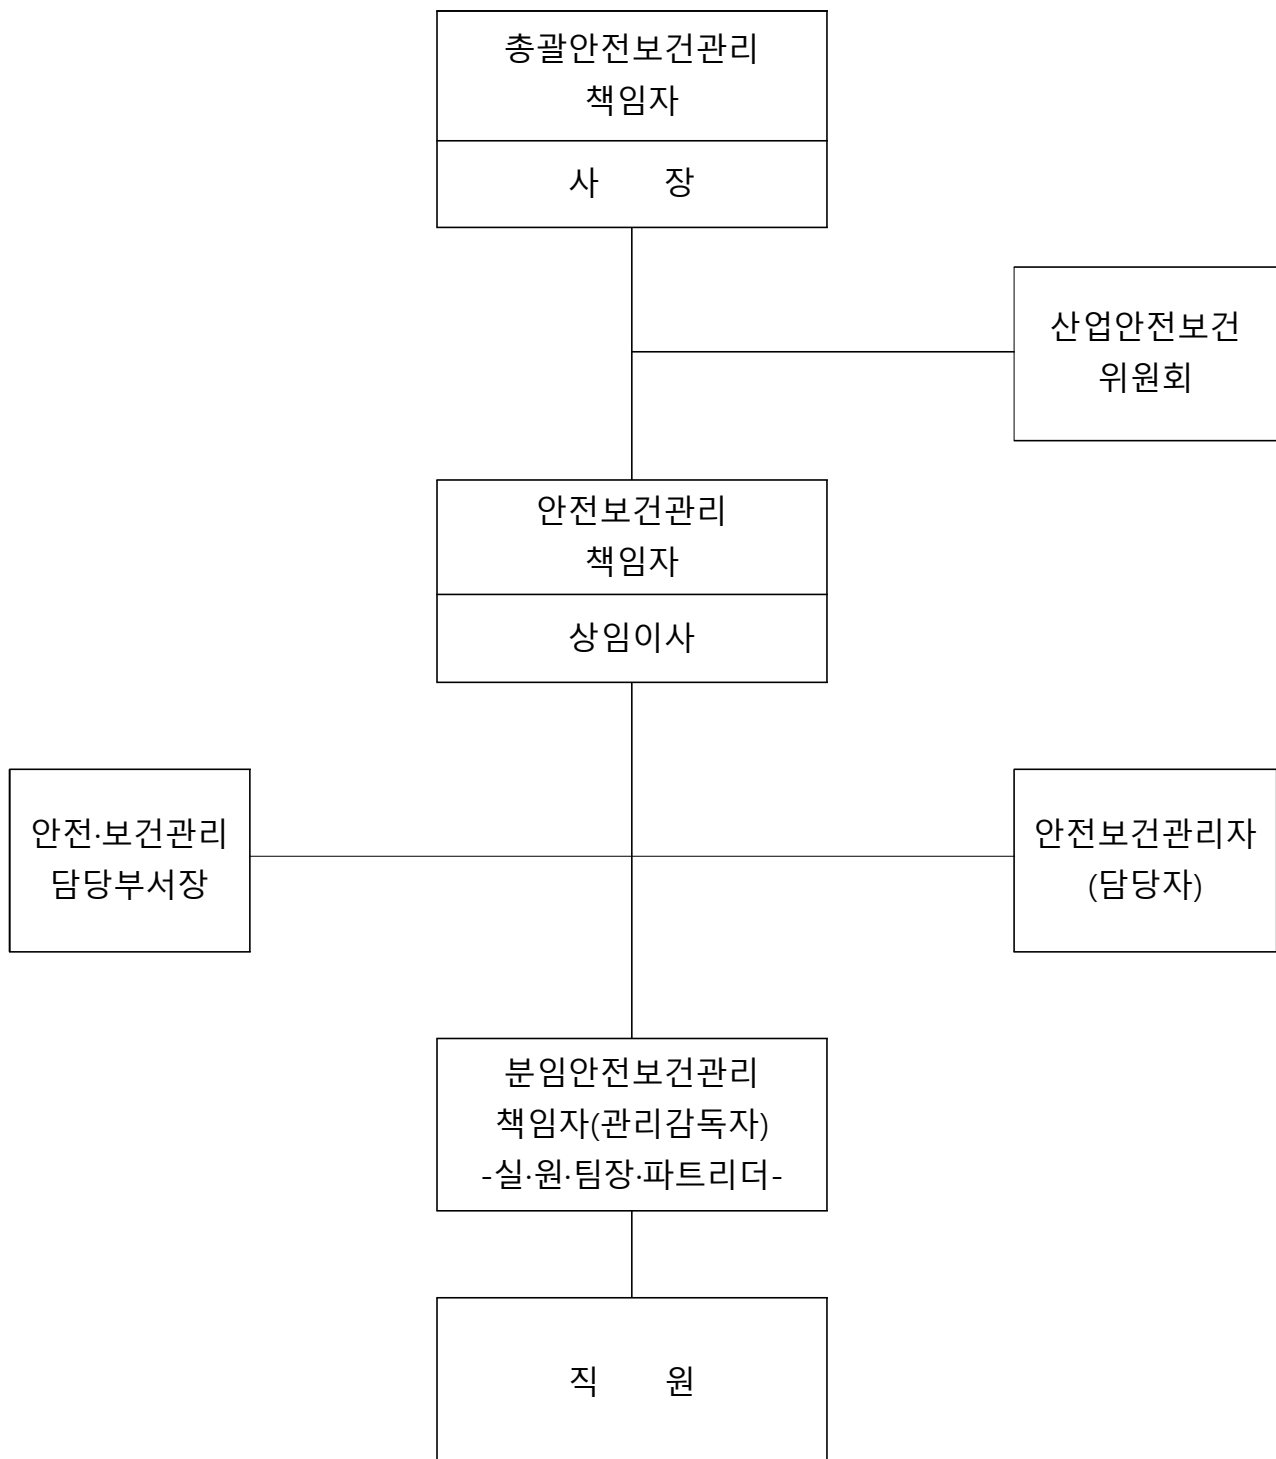 총괄안전보건관리
책임자
사 장
산업안전보건
위원회
안전보건관리
책임자
상임이사
안전·보건관리
담당부서장
안전보건관리자
(담당자)
분임안전보건관리
책임자(관리감독자)
-실·원·팀장·파트리더-
직 원